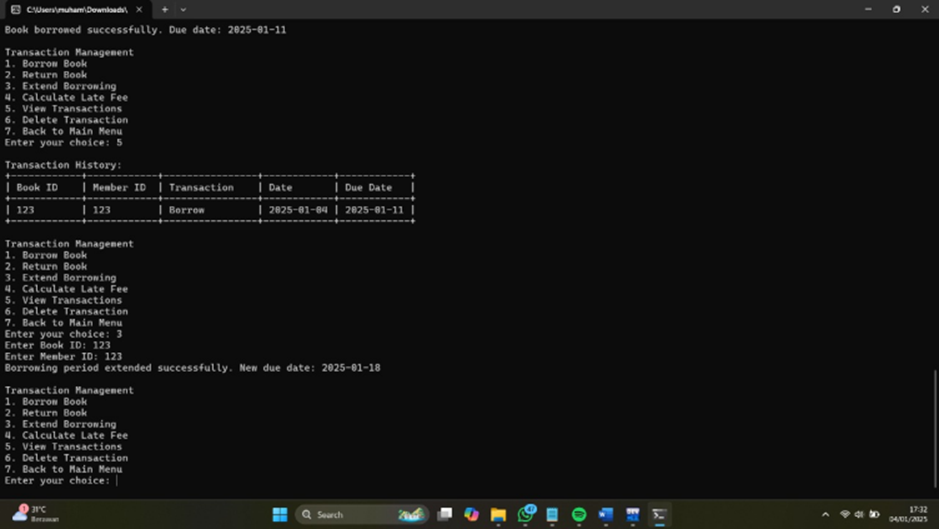 C:\Users\muham\Downloads\
Book borrowed successfully. Due date: 2025-01-11
Transaction Management
1. Borrow Book
2. Return Book
3. Extend Borrowing
4. Calculate Late Fee
5. View Transactions
6. Delete Transaction
7. Back to Main Menu
Enter your choice: 5
Transaction History:
| Book ID | Member ID | Transaction | Date | Due Date |
| 123 | 123 | Borrow | 2025-01-04 | 2025-01-11 |
Transaction Management
1. Borrow Book
2. Return Book
3. Extend Borrowing
4. Calculate Late Fee
5. View Transactions
6. Delete Transaction
7. Back to Main Menu
Enter your choice: 3
Enter Book ID: 123
Enter Member ID: 123
Borrowing period extended successfully. New due date: 2025-01-18
Transaction Management
1. Borrow Book
2. Return Book
3. Extend Borrowing
4. Calculate Late Fee
5. View Transactions
6. Delete Transaction
7. Back to Main Menu
Enter your choice:
31°C
Berawan
Search
17:32
04/01/2025